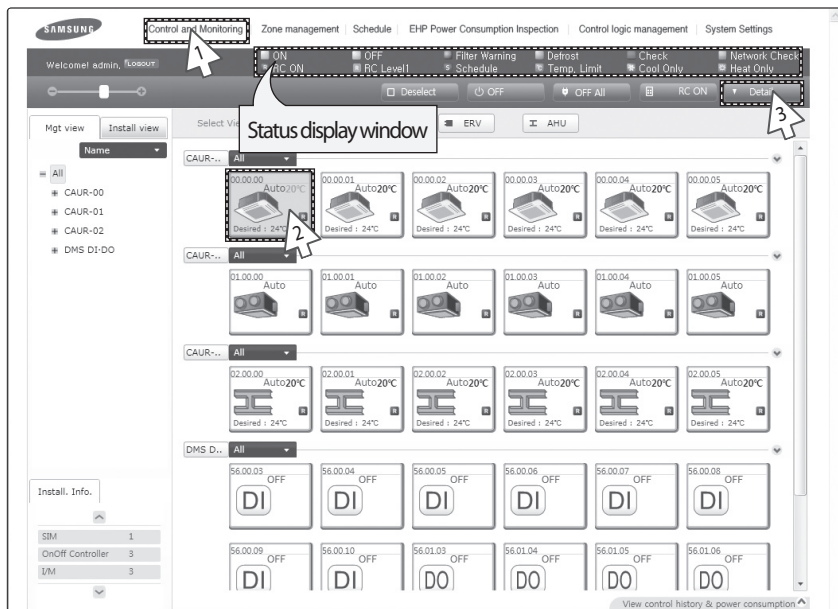 SAMSUNG Control and Monitoring Zone management Schedule EHP Power Consumption Inspection Control logic management System Settings
1
Welcome! admin, LOGOUT
ON OFF Filter Warning Defrost Check Network Check
RC ON RC Level1 Schedule Temp. Limit Cool Only Heat Only
Deselect OFF OFF All RC ON Detail
3
Mgt view Install view
Status display window
ERV AHU
Name
All
CAUR-00
CAUR-01
CAUR-02
DMS DI-DO
CAUR-.. All
00.00.00 00.00.01 00.00.02 00.00.03 00.00.04 00.00.05
Auto20℃ Auto20℃ Auto20℃ Auto20℃ Auto20℃ Auto20℃
R R R R R R
Desired : 24℃ Desired : 24℃ Desired : 24℃ Desired : 24℃ Desired : 24℃ Desired : 24℃
2
CAUR-.. All
01.00.00 01.00.01 01.00.02 01.00.03 01.00.04 01.00.05
Auto Auto Auto Auto Auto Auto
R R R R R R
CAUR-.. All
02.00.00 02.00.01 02.00.02 02.00.03 02.00.04 02.00.05
Auto20℃ Auto20℃ Auto20℃ Auto20℃ Auto20℃ Auto20℃
R R R R R R
Desired : 24℃ Desired : 24℃ Desired : 24℃ Desired : 24℃ Desired : 24℃ Desired : 24℃
DMS D.. All
56.00.03 56.00.04 56.00.05 56.00.06 56.00.07 56.00.08
OFF OFF OFF OFF OFF OFF
DI DI DI DI DI DI
56.00.09 56.00.10 56.01.03 56.01.04 56.01.05 56.01.06
OFF OFF OFF OFF OFF OFF
DI DI DO DO DO DO
Install. Info.
SIM 1
OnOff Controller 3
I/M 3
View control history & power consumption